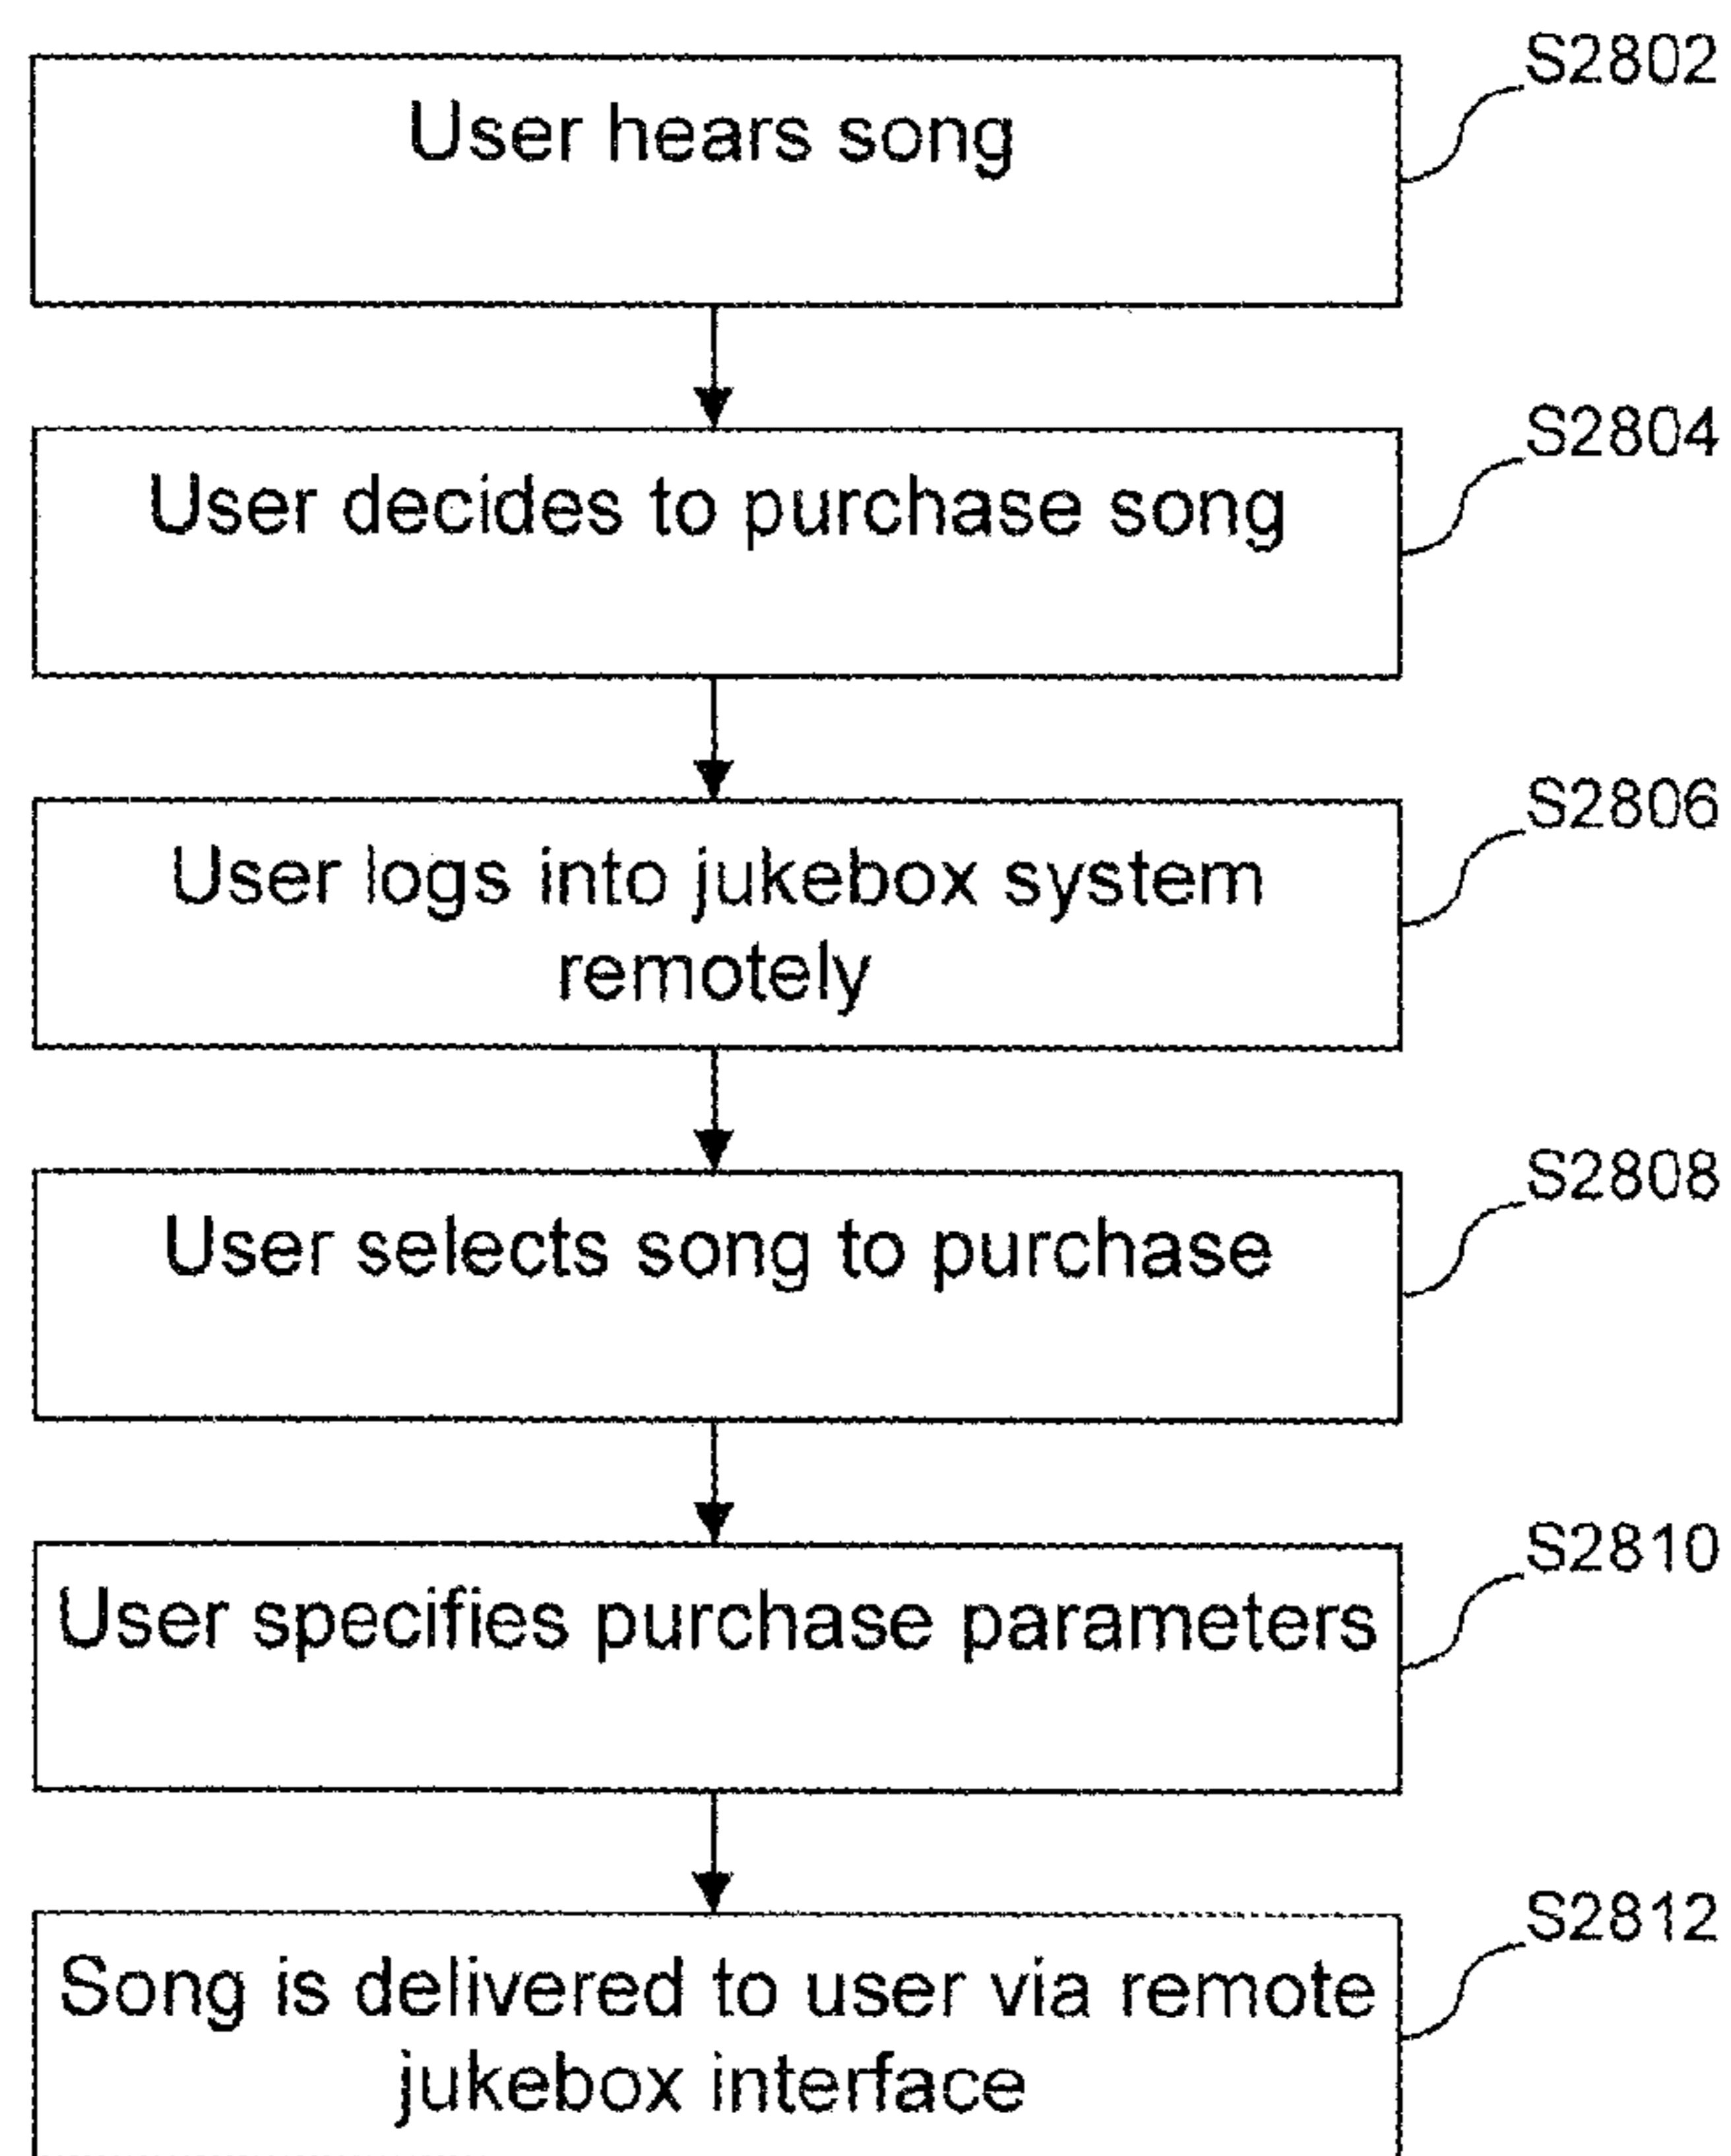 S2802
User hears song
S2804
User decides to purchase song
S2806
User logs into jukebox system
remotely
S2808
User selects song to purchase
S2810
User specifies purchase parameters
S2812
Song is delivered to user via remote
jukebox interface